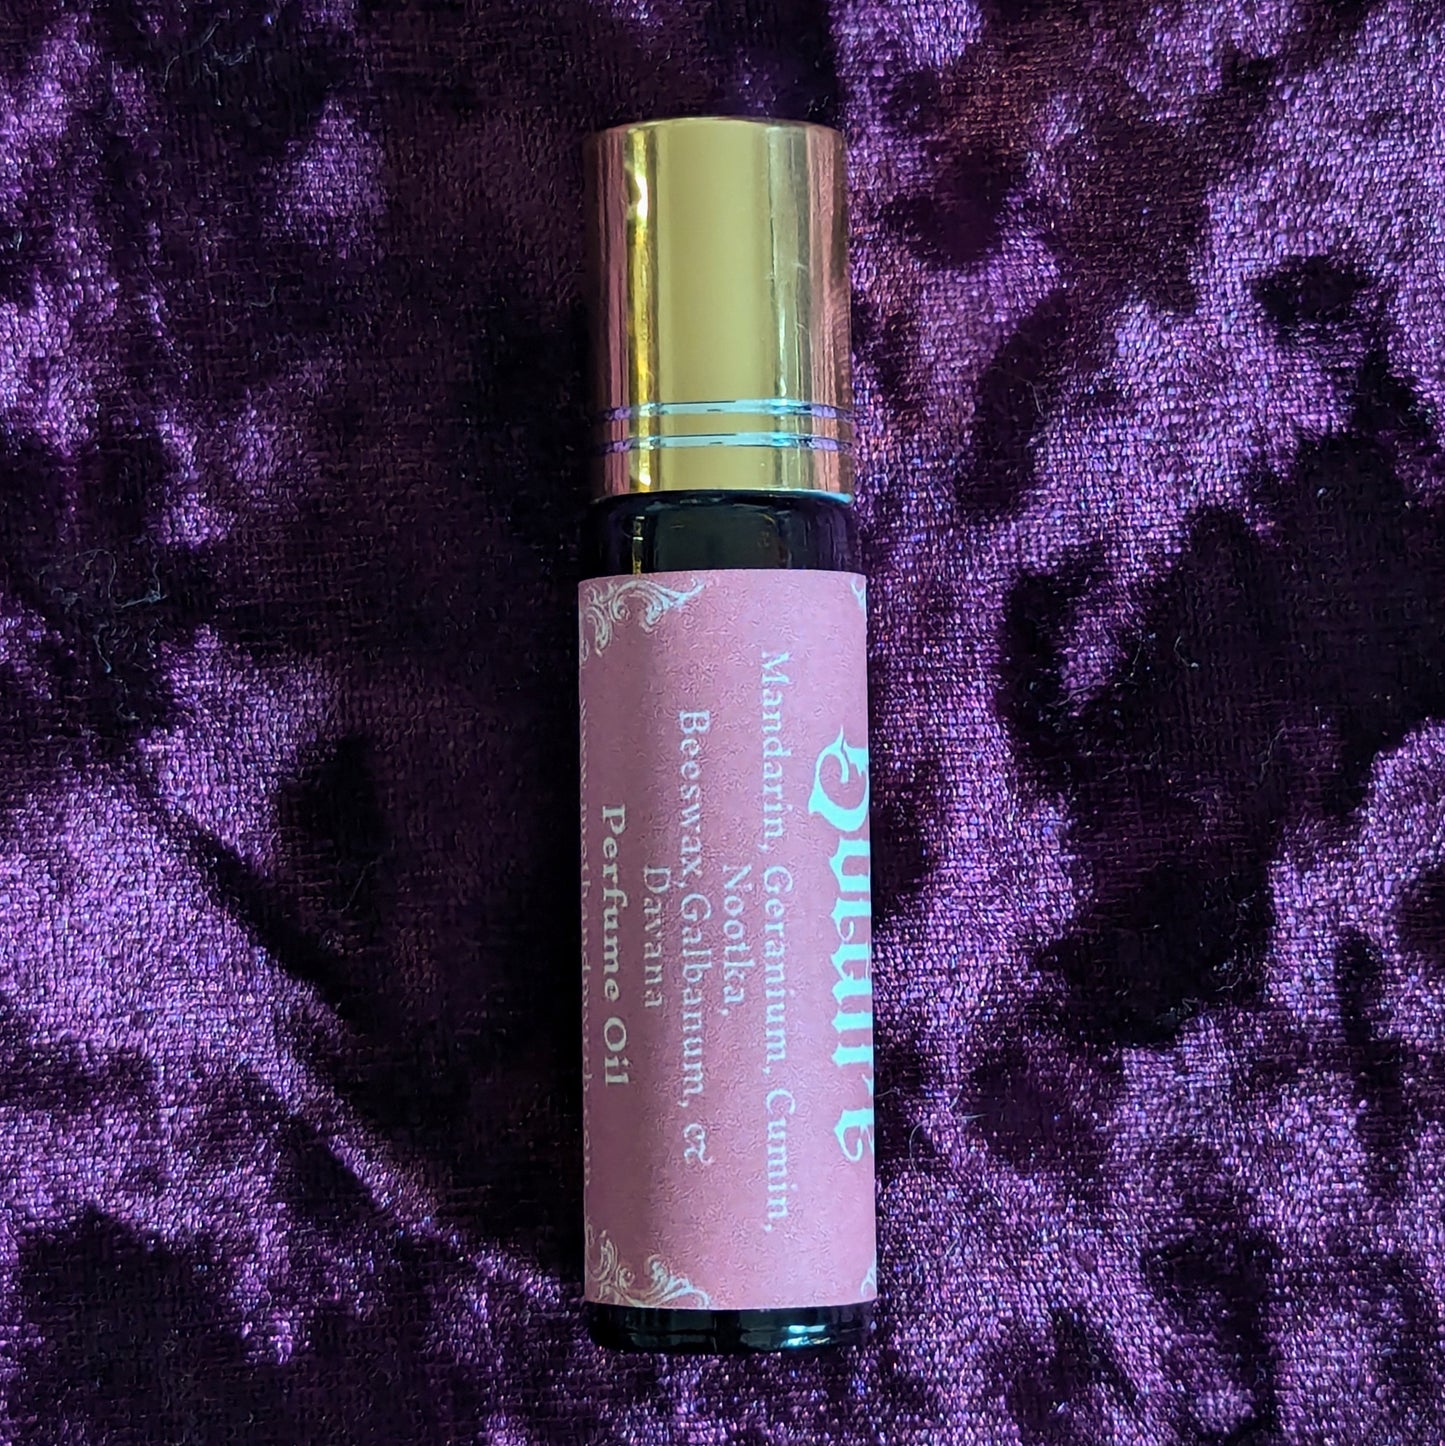 Mandarin, Geranium, Cumin,
Nootka,
Beeswax, Galbanum, &
Davana
Perfume Oil